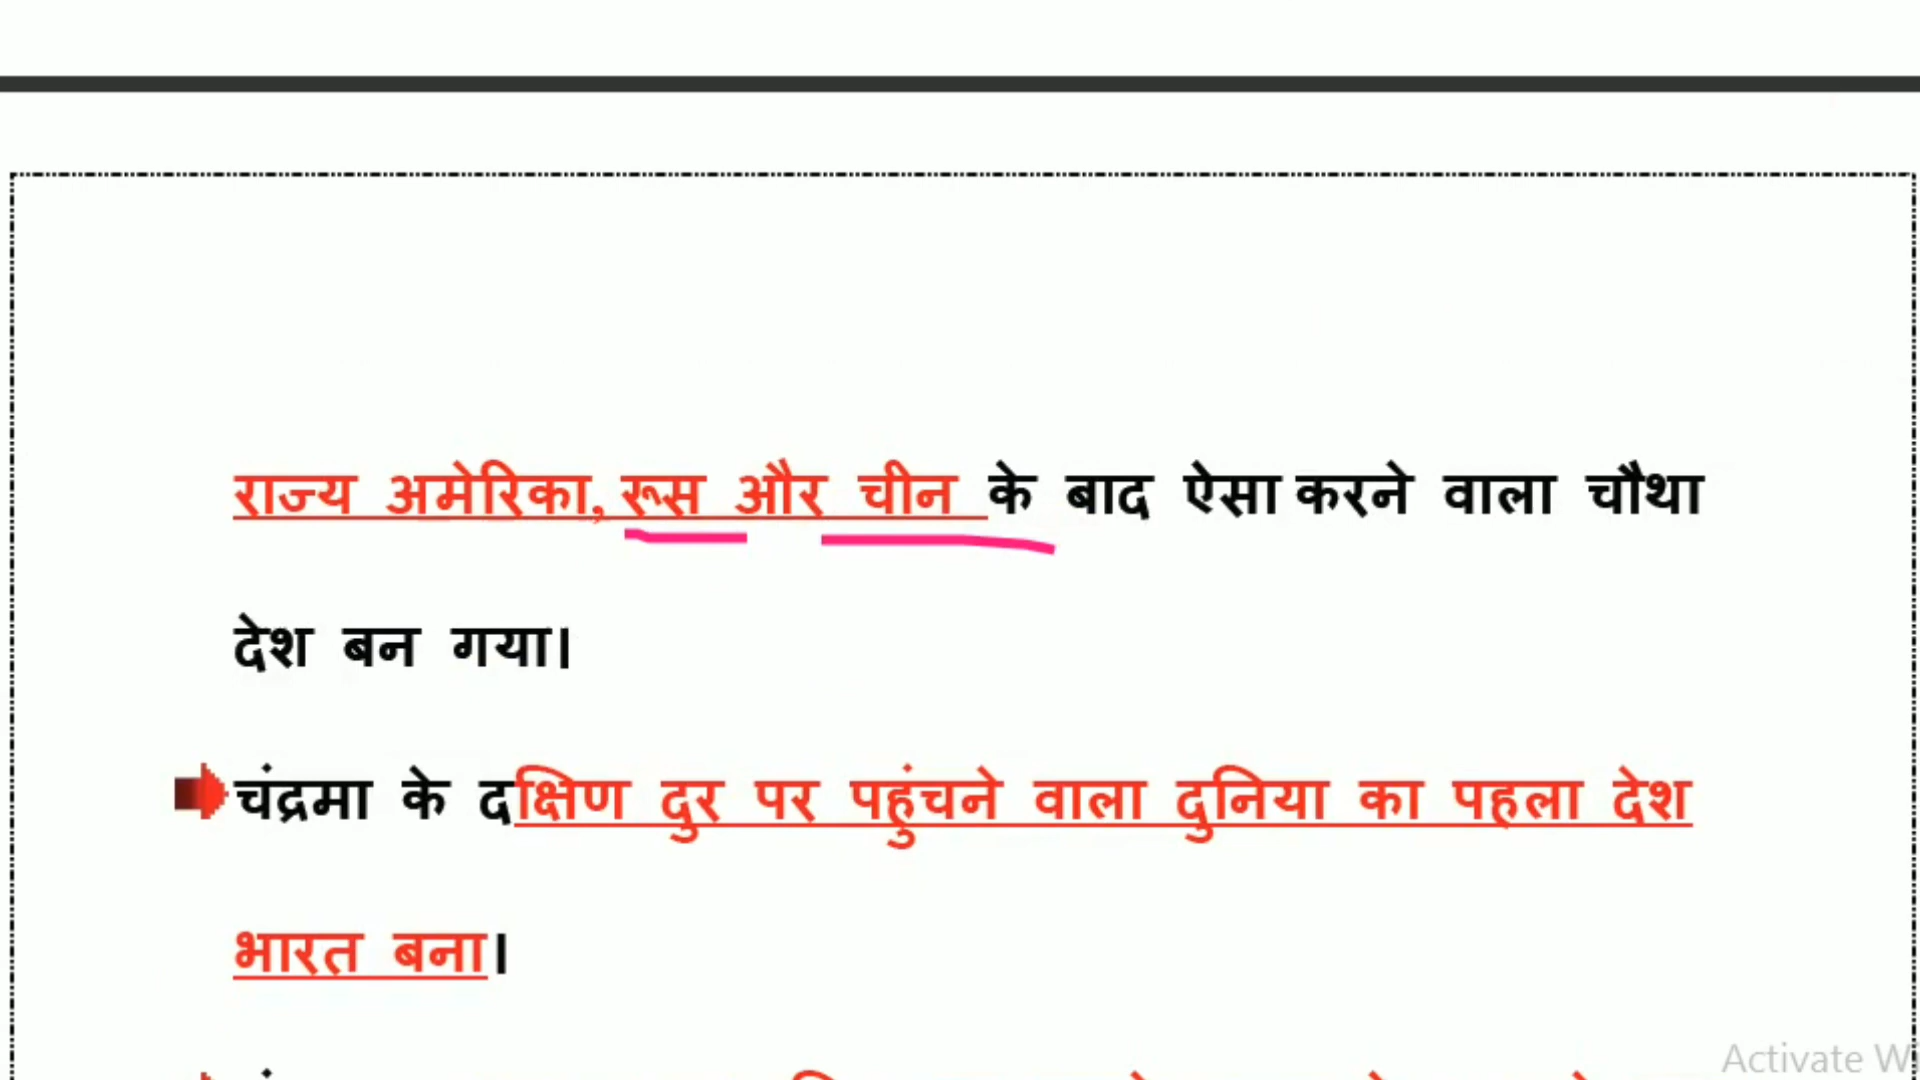 राज्य अमेरिका, रूस और चीन के बाद ऐसा करने वाला चौथा
देश बन गया।
चंद्रमा के दक्षिण दुर पर पहुंचने वाला दुनिया का पहला देश
भारत बना।
Activate